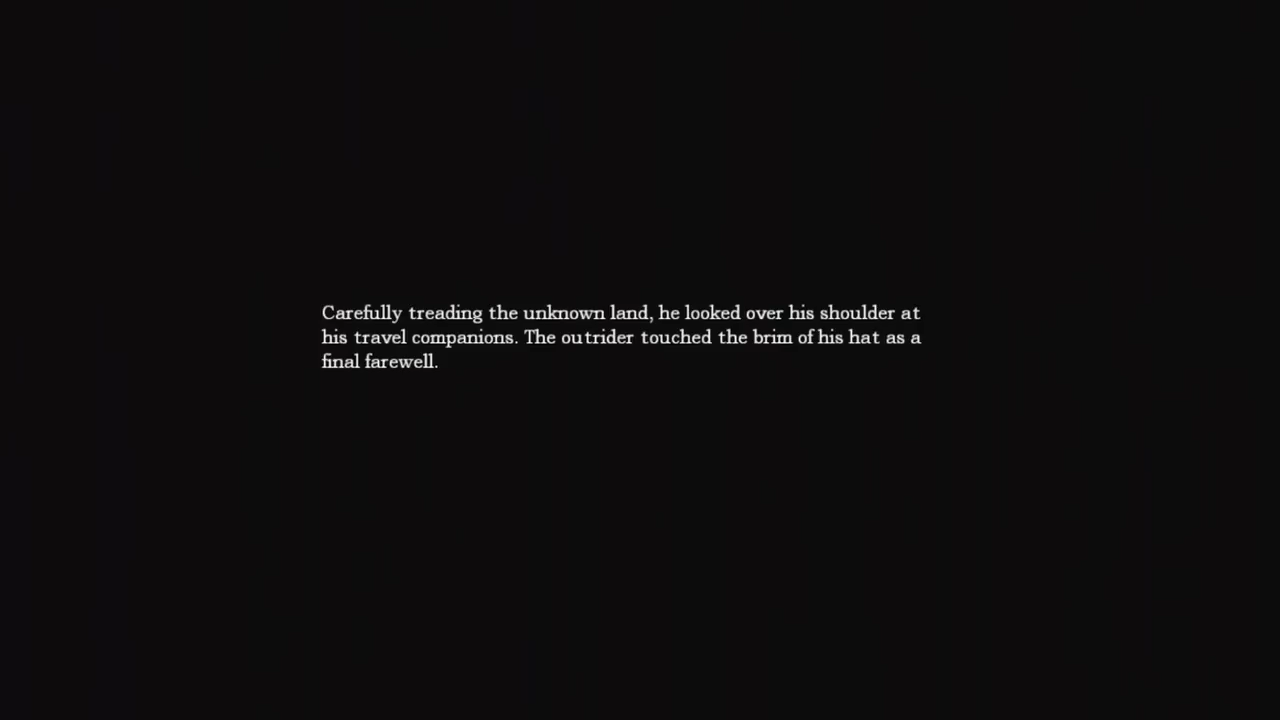 Carefully treading the unknown land, he looked over his shoulder at
his travel companions. The outrider touched the brim of his hat as a
final farewell.